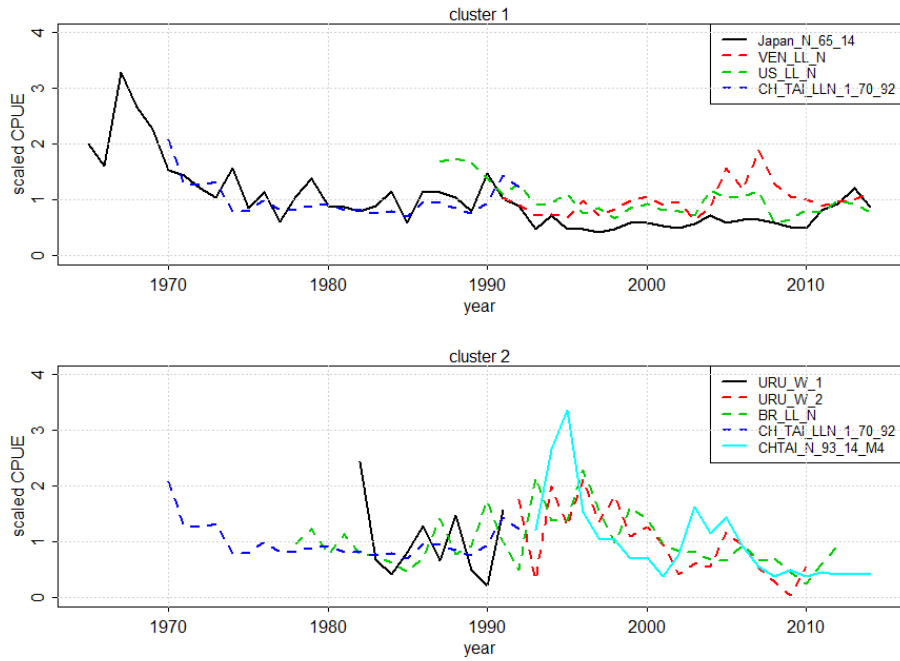 cluster 1
scaled CPUE
4
3
2
1
0
Japan_N_65_14
VEN_LL_N
US_LL_N
CH_TAI_LLN_1_70_92
1970
1980
1990
2000
2010
year
cluster 2
scaled CPUE
4
3
2
1
0
URU_W_1
URU_W_2
BR_LL_N
CH_TAI_LLN_1_70_92
CHTAI_N_93_14_M4
1970
1980
1990
2000
2010
year